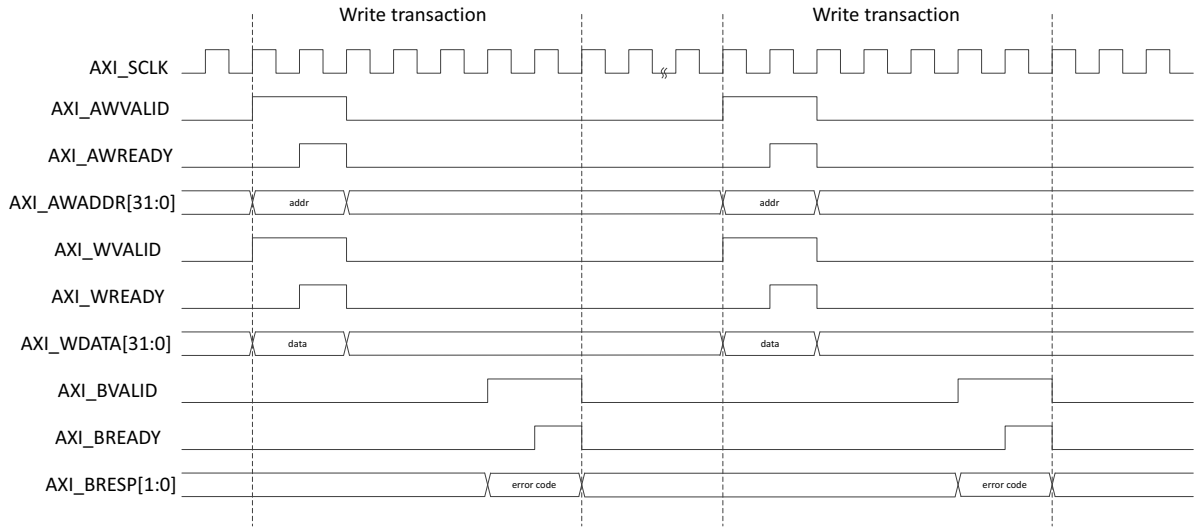 Write transaction Write transaction
AXI_SCLK
AXI_AWVALID
AXI_AWREADY
AXI_AWADDR[31:0] addr addr
AXI_WVALID
AXI_WREADY
AXI_WDATA[31:0] data data
AXI_BVALID
AXI_BREADY
AXI_BRESP[1:0] error code error code